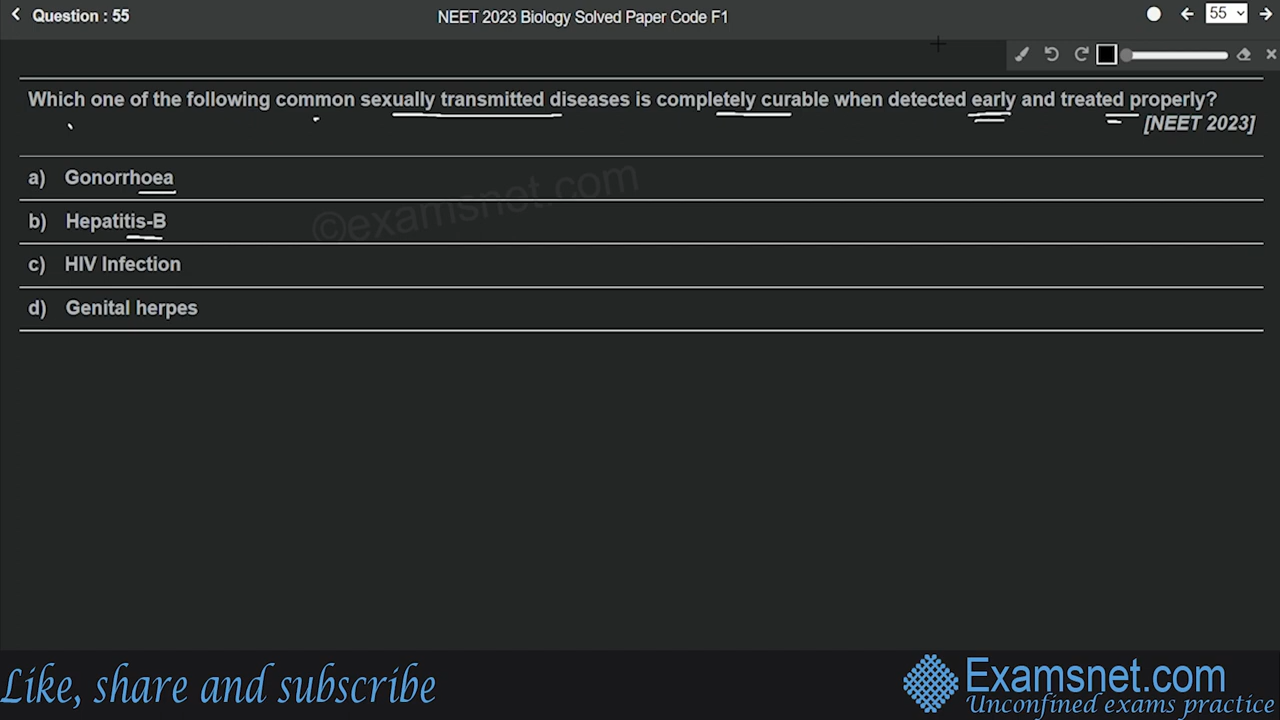 Question : 55
NEET 2023 Biology Solved Paper Code F1
55
Which one of the following common sexually transmitted diseases is completely curable when detected early and treated properly?
[NEET 2023]
a) Gonorrhoea
b) Hepatitis-B
c) HIV Infection
d) Genital herpes
©examsnet.com
Like, share and subscribe
Examsnet.com
Unconfined exams practice